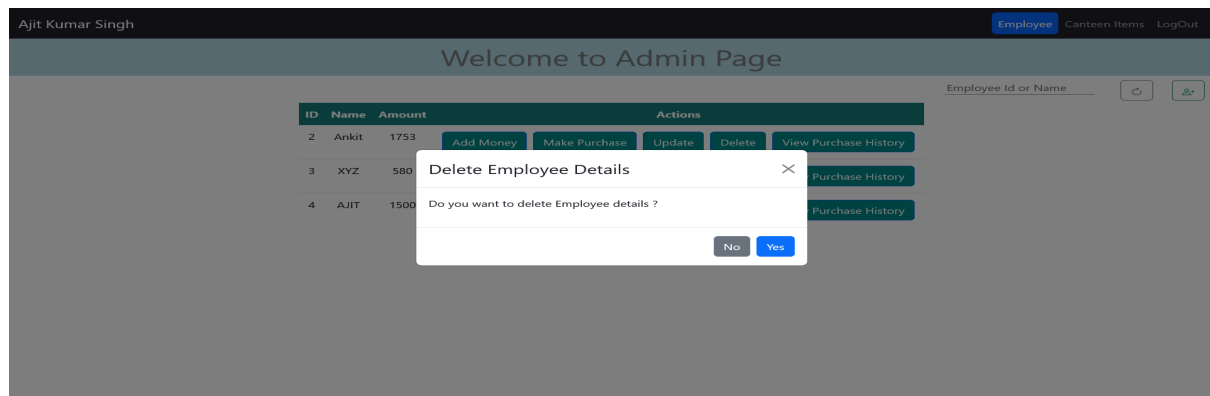 Ajit Kumar Singh Employee Canteen Items LogOut
Welcome to Admin Page
Employee Id or Name
ID Name Amount Actions
2 Ankit 1753 Add Money Make Purchase Update Delete View Purchase History
Delete Employee Details
3 XYZ 580 Purchase History
Do you want to delete Employee details ?
4 AJIT 1500 Purchase History
No Yes